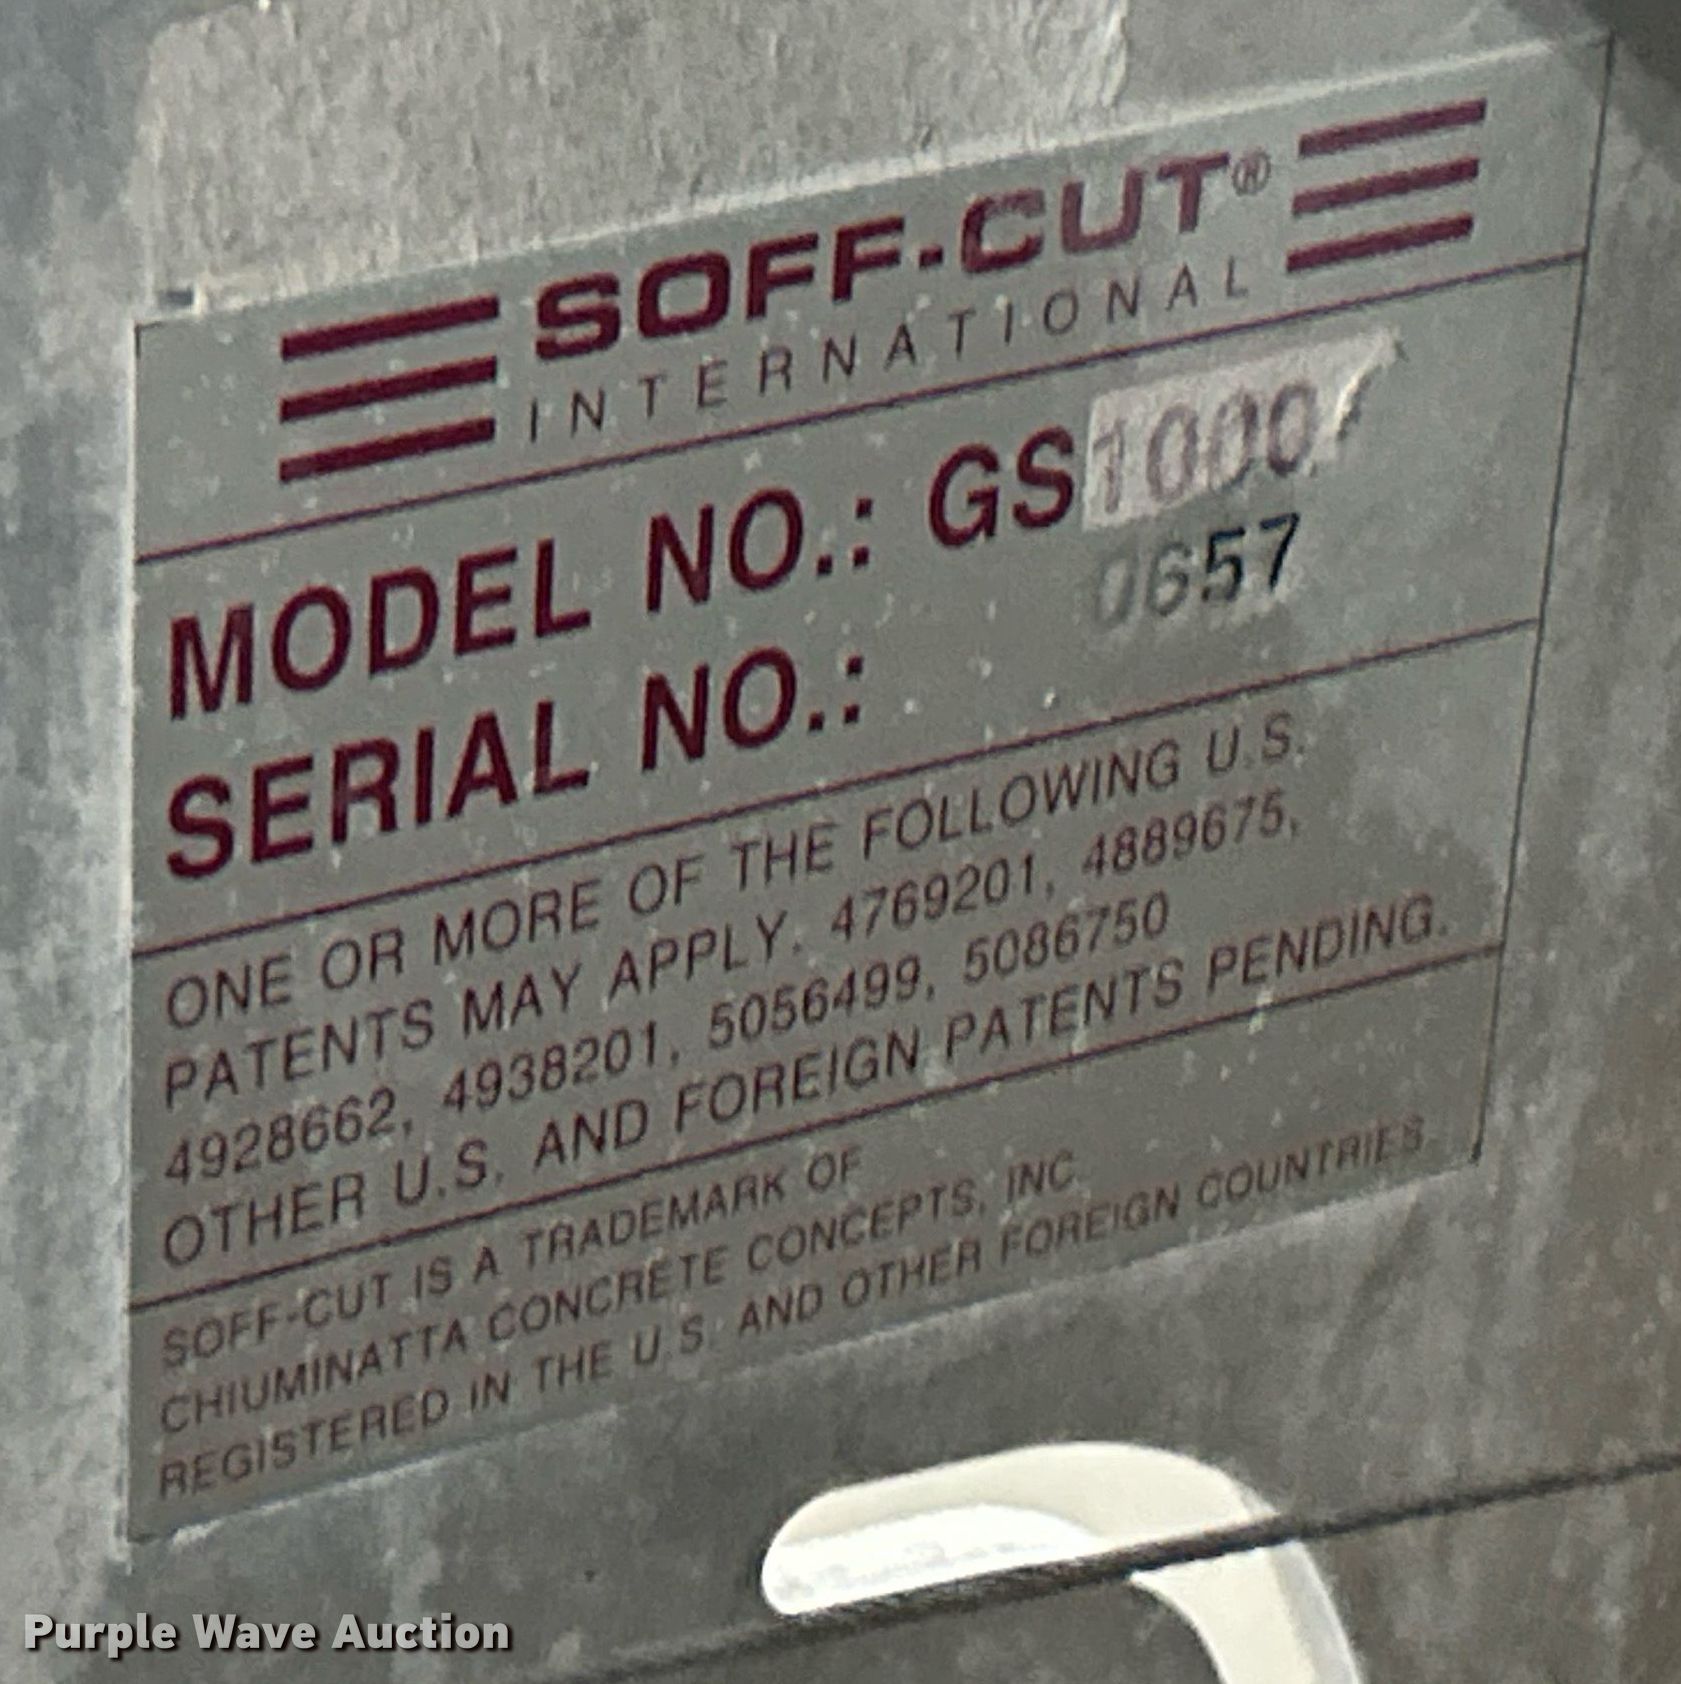 SOFF-CUT®
INTERNATIONAL
MODEL NO.: GS1000
0657
SERIAL NO.:
ONE OR MORE OF THE FOLLOWING U.S.
PATENTS MAY APPLY. 4769201, 4889675,
4928662, 4938201, 5056499, 5086750
OTHER U.S. AND FOREIGN PATENTS PENDING.
SOFF-CUT IS A TRADEMARK OF
CHIUMINATTA CONCRETE CONCEPTS, INC.
REGISTERED IN THE U.S. AND OTHER FOREIGN COUNTRIES.
Purple Wave Auction